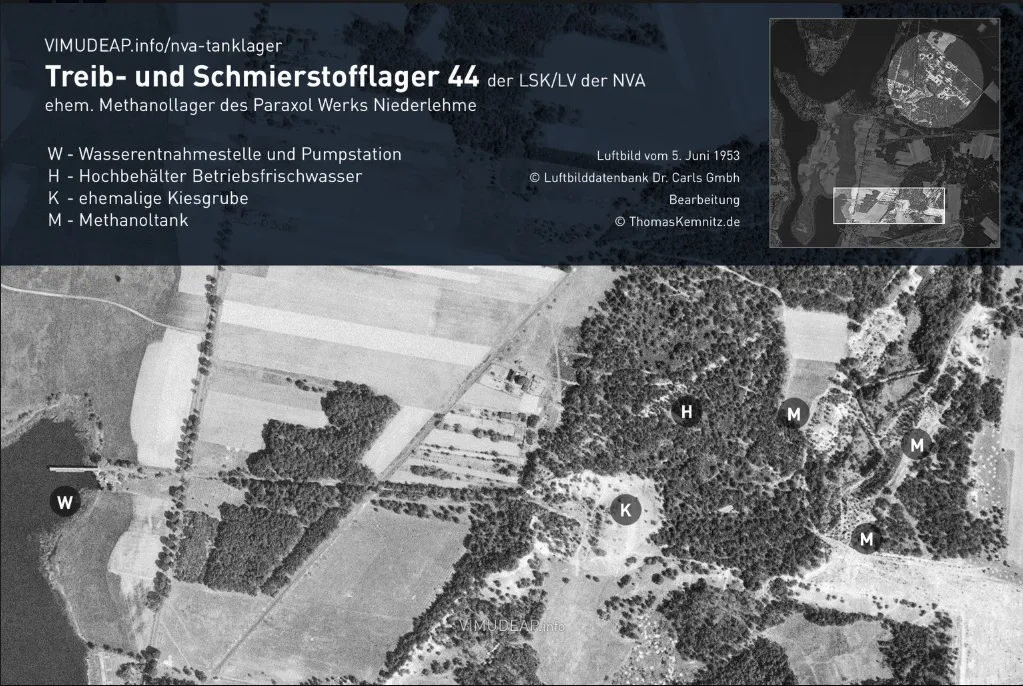 VIMUDEAP.info/nva-tanklager
Treib- und Schmierstofflager 44 der LSK/LV der NVA
ehem. Methanollager des Paraxol Werks Niederlehme
W - Wasserentnahmestelle und Pumpstation
H - Hochbehälter Betriebsfrischwasser
K - ehemalige Kiesgrube
M - Methanoltank
Luftbild vom 5. Juni 1953
© Luftbilddatenbank Dr. Carls Gmbh
Bearbeitung
© ThomasKemnitz.de
H
M
M
W
K
M
VIMUDEAP.info